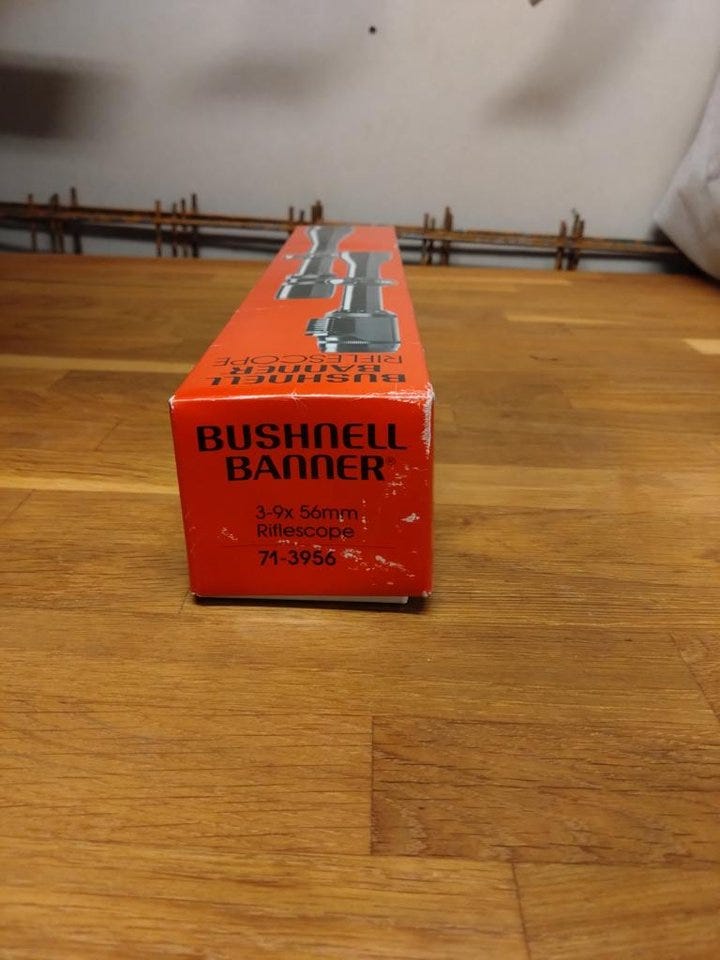 BUSHNELL
BANNER
RIFLESCOPE
BUSHNELL
BANNER®
3-9x 56mm
Riflescope
71-3956